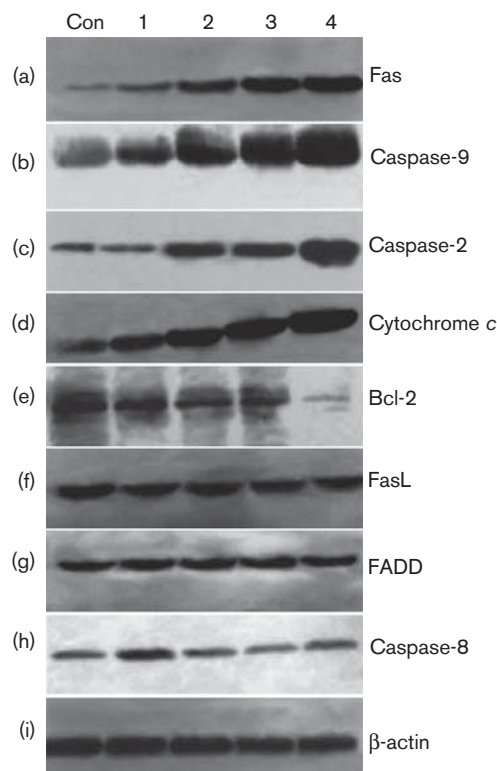 Con 1 2 3 4
(a) Fas
(b) Caspase-9
(c) Caspase-2
(d) Cytochrome c
(e) Bcl-2
(f) FasL
(g) FADD
(h) Caspase-8
(i) β-actin